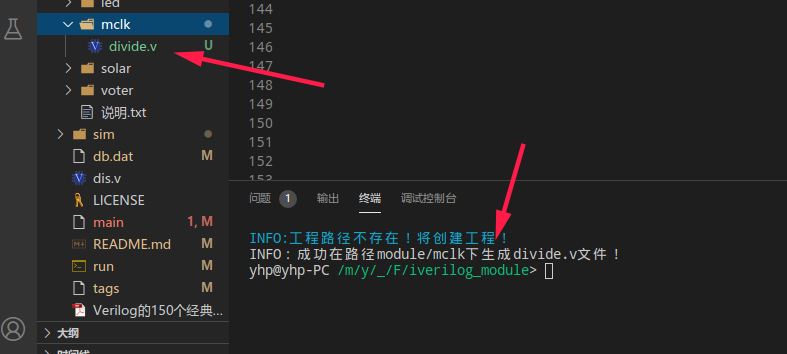 led
mclk
divide.v U
solar
voter
说明.txt
sim
db.dat M
dis.v
LICENSE
main 1, M
README.md M
run M
tags M
Verilog的150个经典...
大纲
时间线
144
145
146
147
148
149
150
151
152
153
问题 1 输出 终端 调试控制台
INFO:工程路径不存在！将创建工程！
INFO：成功在路径module/mclk下生成divide.v文件！
yhp@yhp-PC /m/y/_/F/iverilog_module>